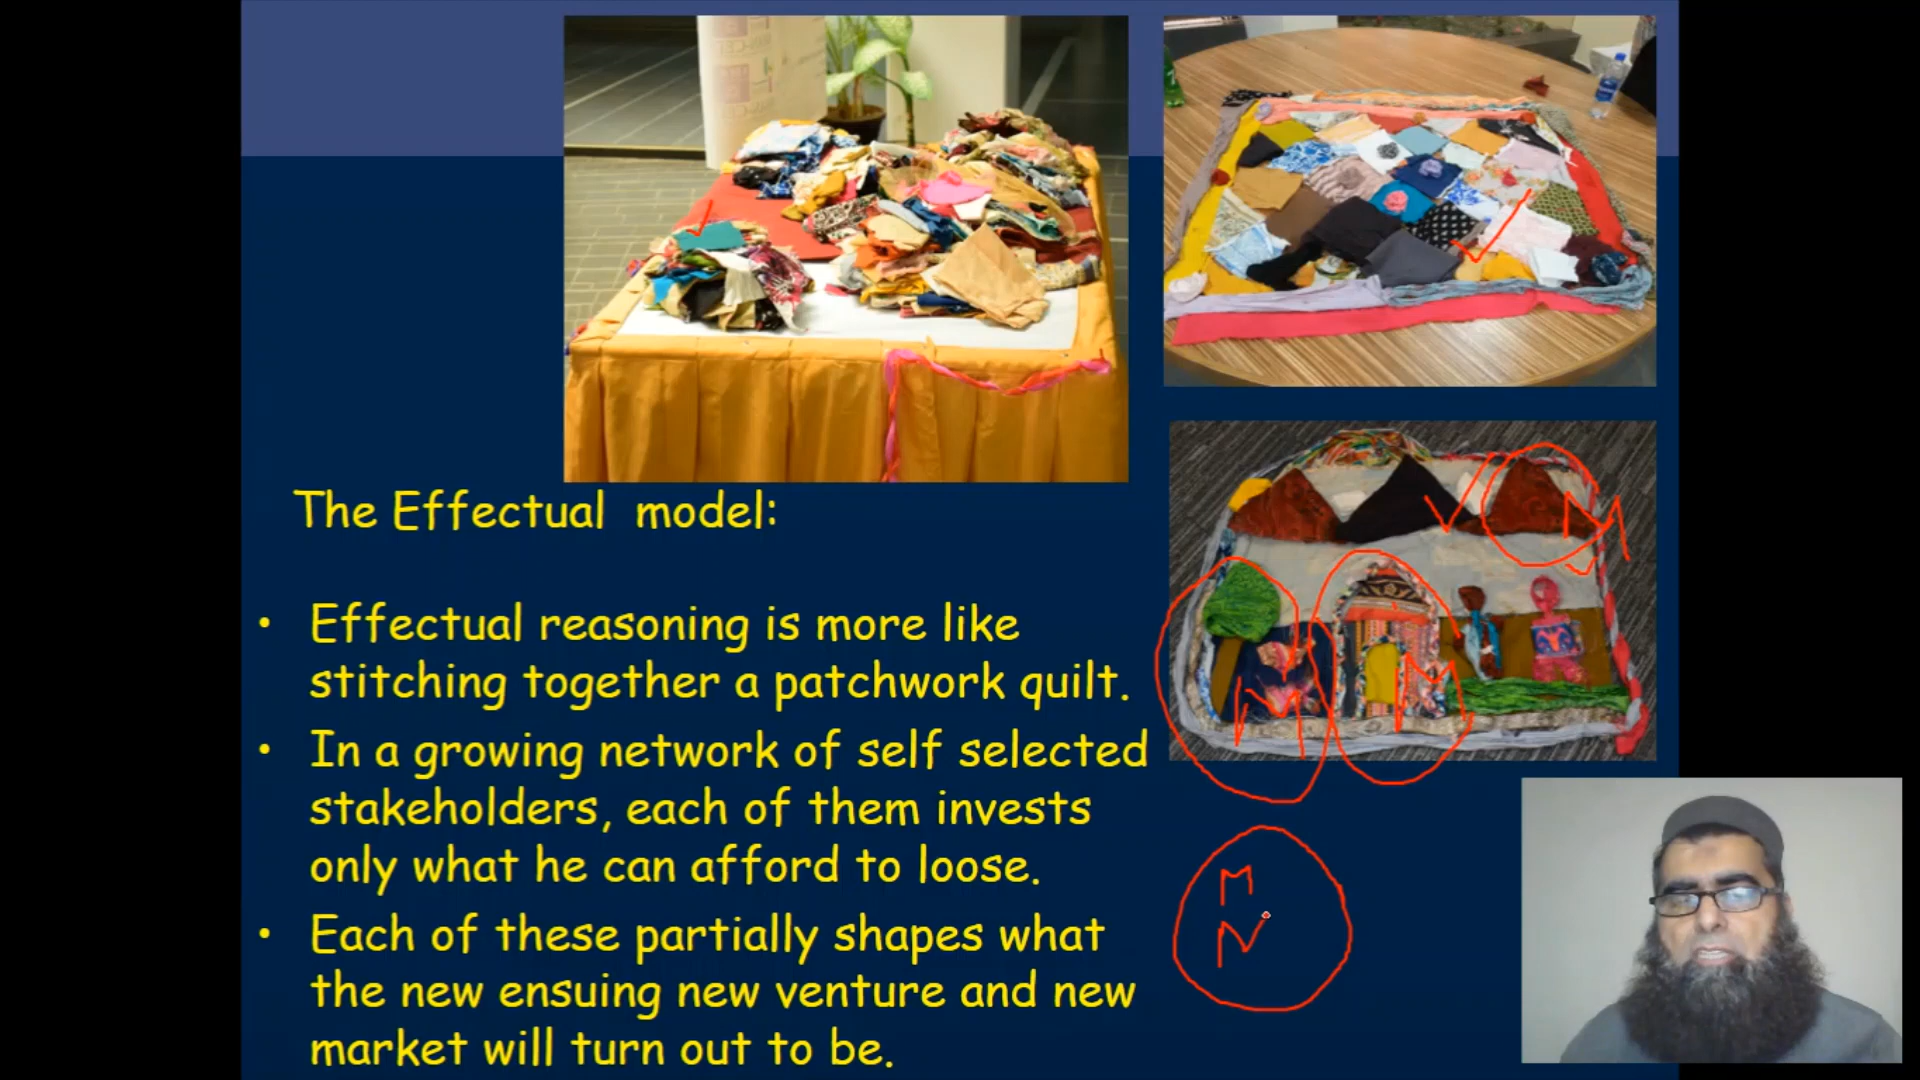 The Effectual model:
• Effectual reasoning is more like
stitching together a patchwork quilt.
• In a growing network of self selected
stakeholders, each of them invests
only what he can afford to loose.
• Each of these partially shapes what
the new ensuing new venture and new
market will turn out to be.
M
M
M
M
N